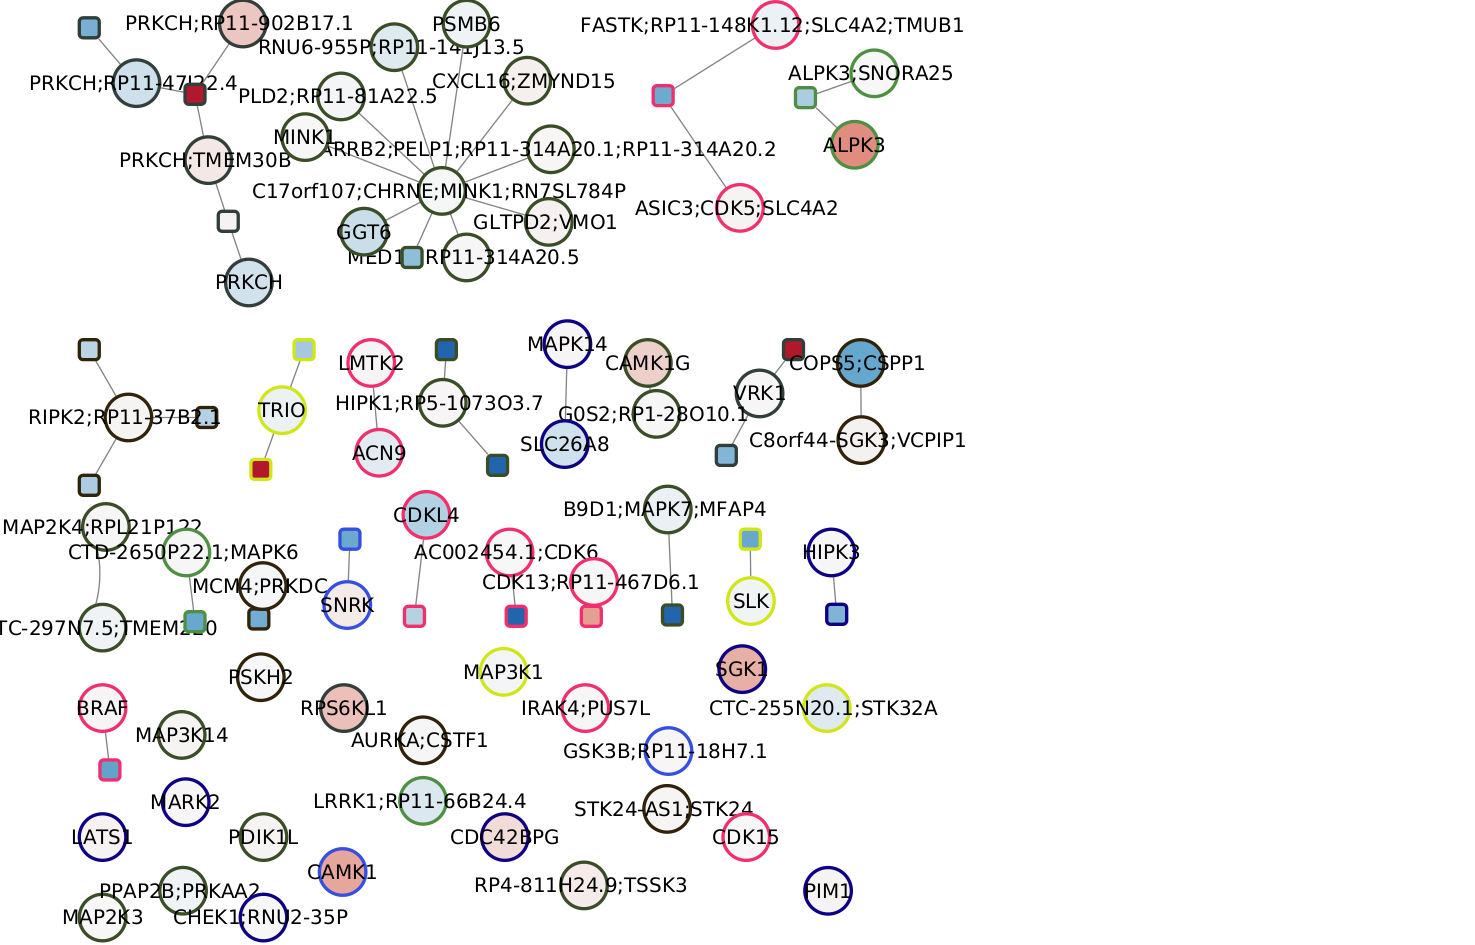 PRKCH;RP11-902B17.1
PSMB6
FASTK;RP11-148K1.12;SLC4A2;TMUB1
RNU6-955P;RP11-141J13.5
ALPK3;SNORA25
PRKCH;RP11-47I22.4
CXCL16;ZMYND15
PLD2;RP11-81A22.5
MINK1
ARRB2;PELP1;RP11-314A20.1;RP11-314A20.2
ALPK3
PRKCH;TMEM30B
C17orf107;CHRNE;MINK1;RN7SL784P
ASIC3;CDK5;SLC4A2
GLTPD2;VMO1
GGT6
RP11-314A20.5
PRKCH
MAPK14
LMTK2
CAMK1G
COPS5;CSPP1
VRK1
HIPK1;RP5-1073O3.7
TRIO
G0S2;RP1-28O10.1
RIPK2;RP11-37B2.1
SLC26A8
C8orf44-SGK3;VCPIP1
ACN9
B9D1;MAPK7;MFAP4
CDKL4
MAP2K4;RPL21P122
CTD-2650P22.1;MAPK6
AC002454.1;CDK6
HIPK3
MCM4;PRKDC
CDK13;RP11-467D6.1
SLK
SNRK
TC-297N7.5;TMEM220
MAP3K1
SGK1
PSKH2
BRAF
RPS6KL1
IRAK4;PUS7L
CTC-255N20.1;STK32A
MAP3K14
AURKA;CSTF1
GSK3B;RP11-18H7.1
MARK2
LRRK1;RP11-66B24.4
STK24-AS1;STK24
LATS1
PDIK1L
CDC42BPG
CDK15
CAMK1
RP4-811H24.9;TSSK3
PPAP2B;PRKAA2
PIM1
MAP2K3
CHEK1;RNU2-35P